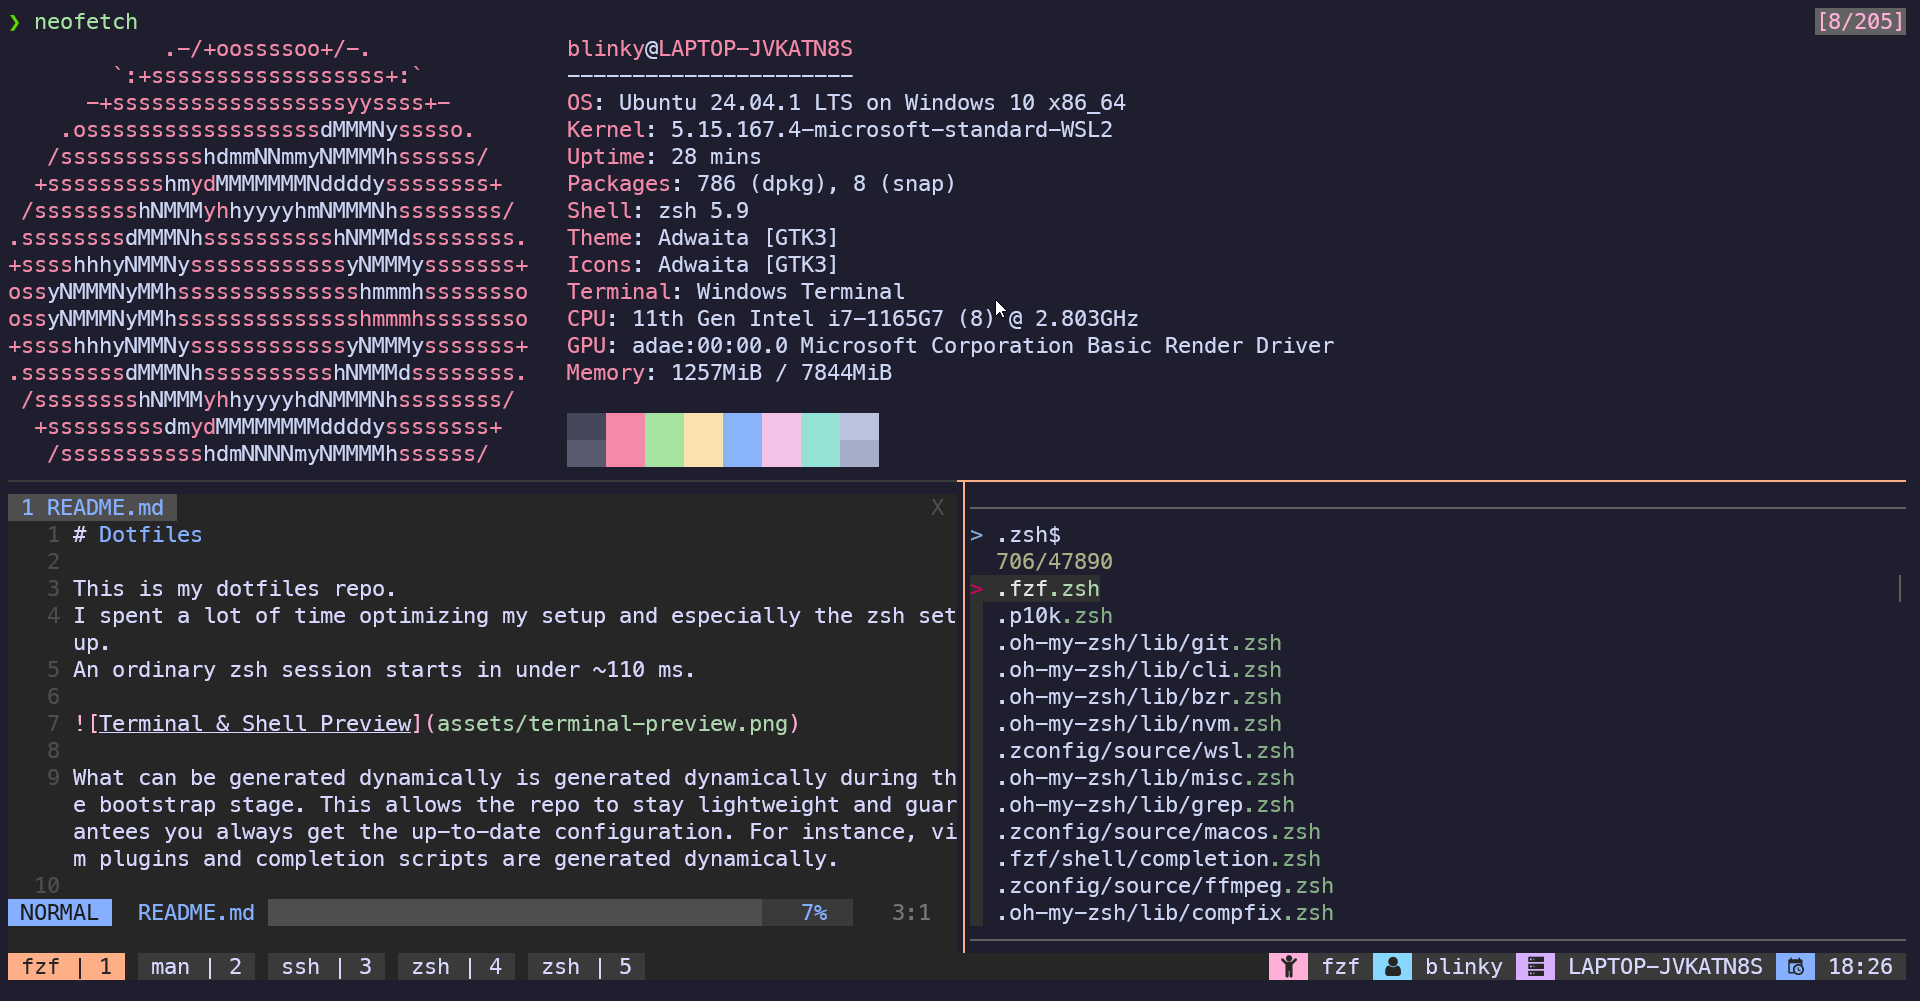 ❯ neofetch
[8/205]
.-/+oossssoo+/-.
`:+ssssssssssssssssss+:`
-+ssssssssssssssssssyyssss+-
.ossssssssssssssssssdMMMNysssso.
/ssssssssssshdmmNNmmyNMMMMhssssss/
+ssssssssshmydMMMMMMMNddddyssssssss+
/sssssssshNMMMyhhyyyyhmNMMMNhssssssss/
.ssssssssdMMMNhsssssssssshNMMMdssssssss.
+sssshhhyNMMNyssssssssssssyNMMMysssssss+
ossyNMMMNyMMhsssssssssssssshmmmhssssssso
ossyNMMMNyMMhsssssssssssssshmmmhssssssso
+sssshhhyNMMNyssssssssssssyNMMMysssssss+
.ssssssssdMMMNhsssssssssshNMMMdssssssss.
/sssssssshNMMMyhhyyyyhdNMMMNhssssssss/
+sssssssssdmydMMMMMMMMddddyssssssss+
/ssssssssssshdmNNNNmyNMMMMhssssss/
blinky@LAPTOP-JVKATN8S
----------------------
OS: Ubuntu 24.04.1 LTS on Windows 10 x86_64
Kernel: 5.15.167.4-microsoft-standard-WSL2
Uptime: 28 mins
Packages: 786 (dpkg), 8 (snap)
Shell: zsh 5.9
Theme: Adwaita [GTK3]
Icons: Adwaita [GTK3]
Terminal: Windows Terminal
CPU: 11th Gen Intel i7-1165G7 (8) @ 2.803GHz
GPU: adae:00:00.0 Microsoft Corporation Basic Render Driver
Memory: 1257MiB / 7844MiB
1 README.md X
1 # Dotfiles
2
3 This is my dotfiles repo.
4 I spent a lot of time optimizing my setup and especially the zsh set
up.
5 An ordinary zsh session starts in under ~110 ms.
6
7 ![Terminal & Shell Preview](assets/terminal-preview.png)
8
9 What can be generated dynamically is generated dynamically during th
e bootstrap stage. This allows the repo to stay lightweight and guar
antees you always get the up-to-date configuration. For instance, vi
m plugins and completion scripts are generated dynamically.
10
NORMAL README.md 7% 3:1
> .zsh$
706/47890
> .fzf.zsh
.p10k.zsh
.oh-my-zsh/lib/git.zsh
.oh-my-zsh/lib/cli.zsh
.oh-my-zsh/lib/bzr.zsh
.oh-my-zsh/lib/nvm.zsh
.zconfig/source/wsl.zsh
.oh-my-zsh/lib/misc.zsh
.oh-my-zsh/lib/grep.zsh
.zconfig/source/macos.zsh
.fzf/shell/completion.zsh
.zconfig/source/ffmpeg.zsh
.oh-my-zsh/lib/compfix.zsh
fzf | 1 man | 2 ssh | 3 zsh | 4 zsh | 5 fzf blinky LAPTOP-JVKATN8S 18:26